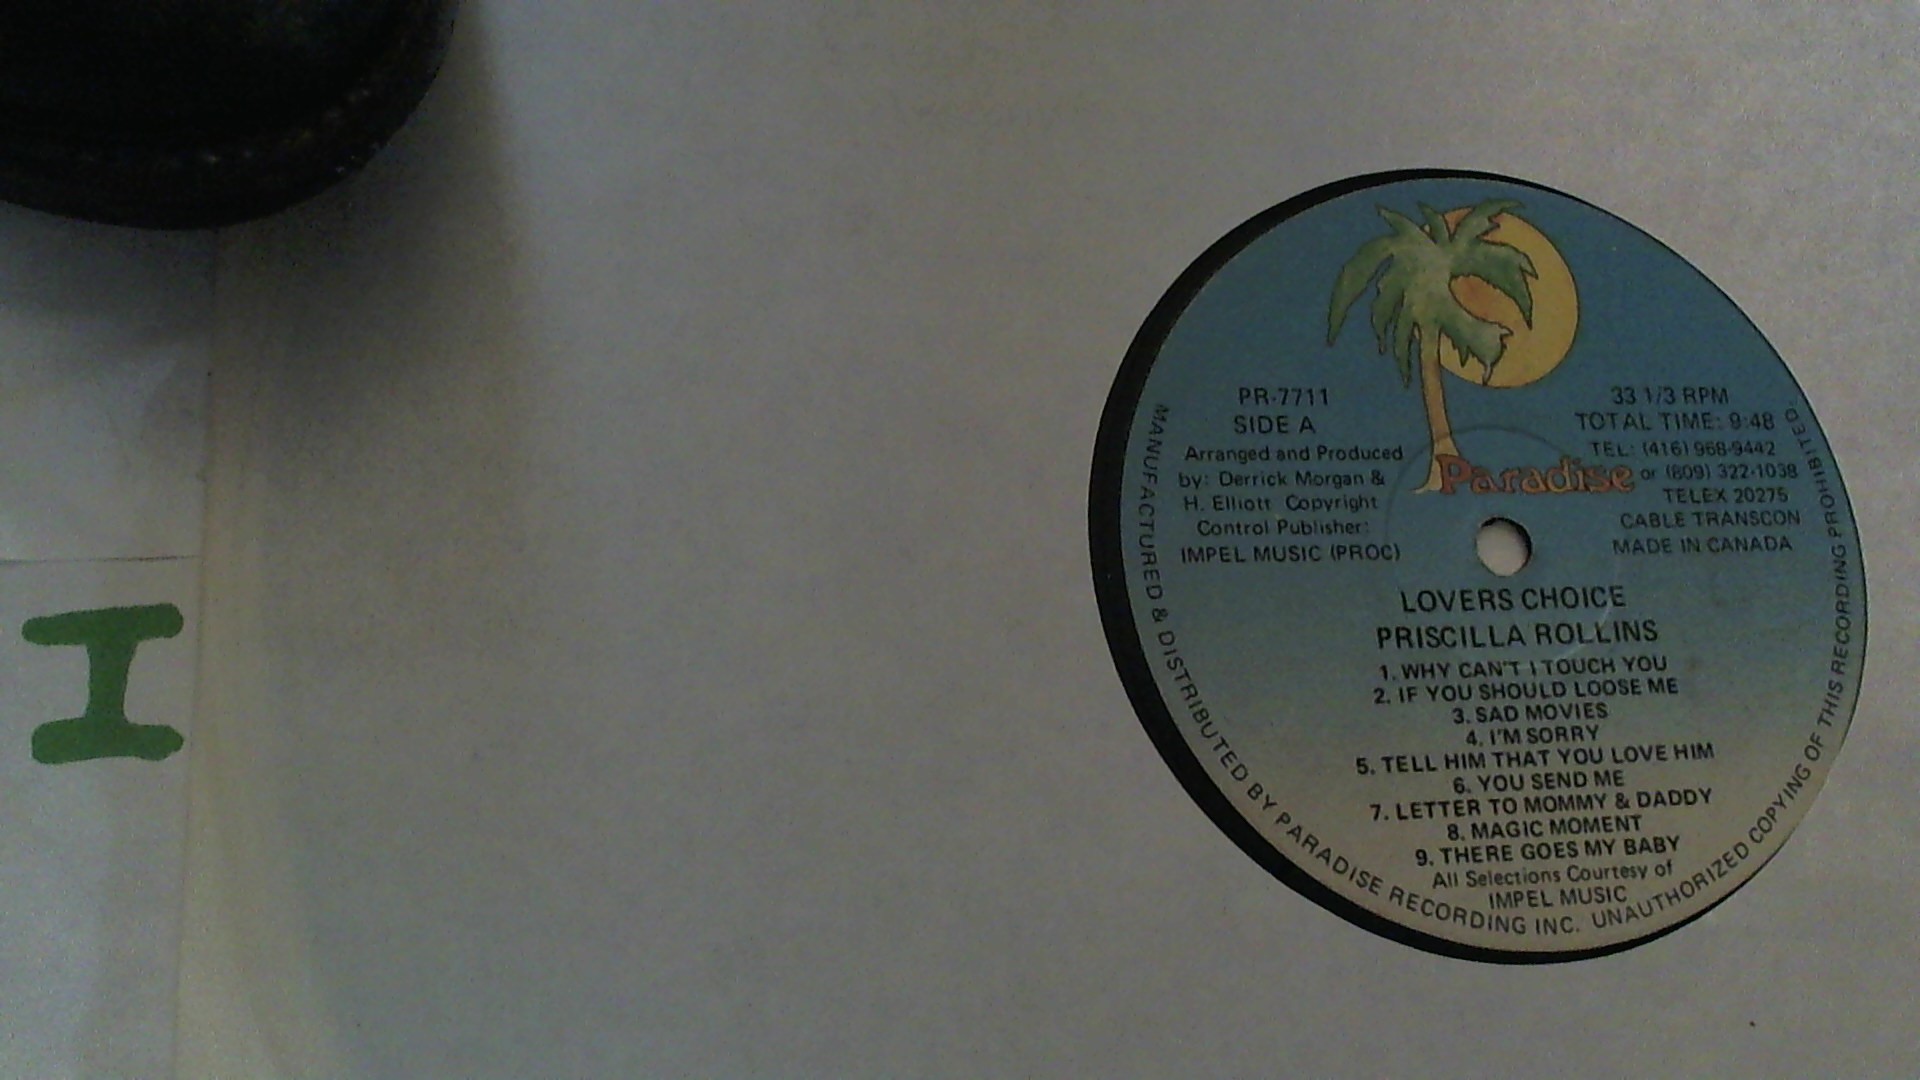 I
PR-7711
SIDE A
Arranged and Produced
by: Derrick Morgan &
H. Elliott Copyright
Control Publisher:
IMPEL MUSIC (PROC)
Paradise
33 1/3 RPM
TOTAL TIME: 9:48
TEL: (416) 968-9442
or (809) 322-1038
TELEX 20275
CABLE TRANSCON
MADE IN CANADA
LOVERS CHOICE
PRISCILLA ROLLINS
1. WHY CAN'T I TOUCH YOU
2. IF YOU SHOULD LOOSE ME
3. SAD MOVIES
4. I'M SORRY
5. TELL HIM THAT YOU LOVE HIM
6. YOU SEND ME
7. LETTER TO MOMMY & DADDY
8. MAGIC MOMENT
9. THERE GOES MY BABY
All Selections Courtesy of
IMPEL MUSIC
MANUFACTURED & DISTRIBUTED BY PARADISE RECORDING INC. UNAUTHORIZED COPYING OF THIS RECORDING PROHIBITED.